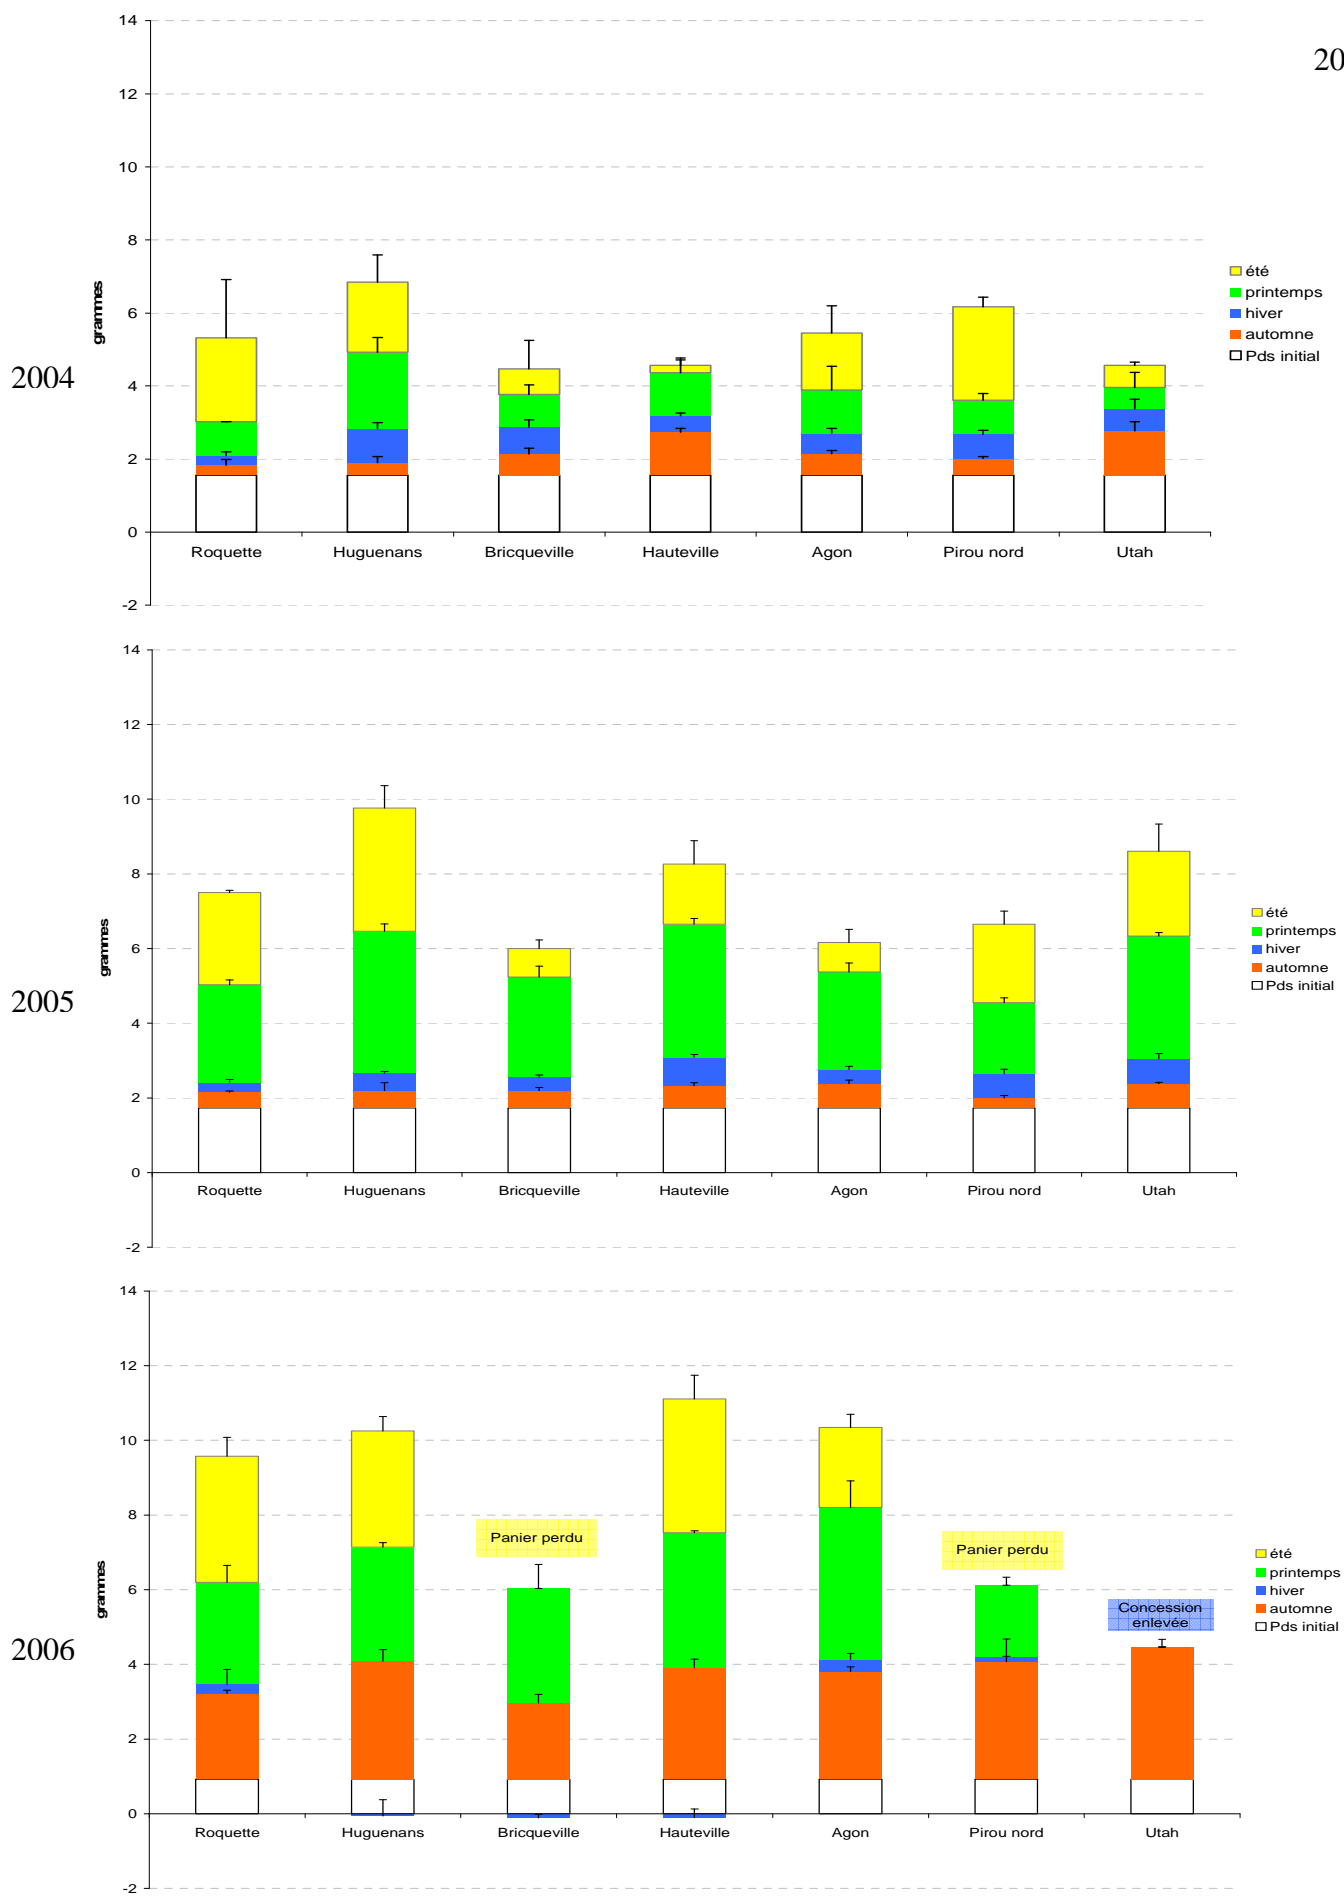 20
2004
grammes
14
12
10
8
6
4
2
0
-2
Roquette Huguenans Bricqueville Hauteville Agon Pirou nord Utah
été
printemps
hiver
automne
Pds initial
2005
grammes
14
12
10
8
6
4
2
0
-2
Roquette Huguenans Bricqueville Hauteville Agon Pirou nord Utah
été
printemps
hiver
automne
Pds initial
2006
grammes
14
12
10
8
6
4
2
0
-2
Panier perdu
Panier perdu
Concession
enlevée
Roquette Huguenans Bricqueville Hauteville Agon Pirou nord Utah
été
printemps
hiver
automne
Pds initial